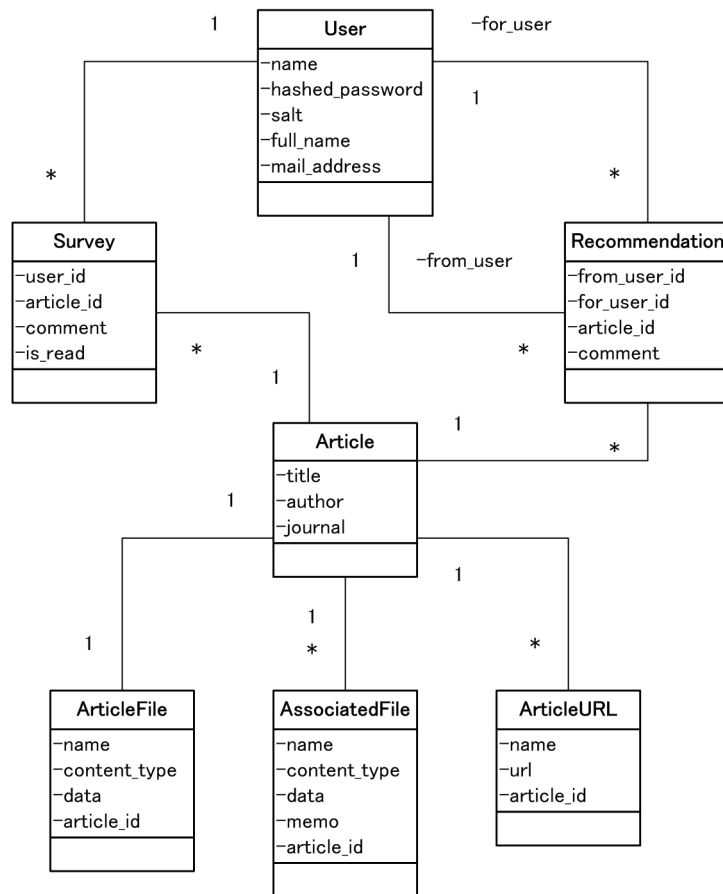 1
User
-for_user
-name
-hashed_password
-salt
-full_name
-mail_address
1
*
*
Survey
-user_id
-article_id
-comment
-is_read
1
-from_user
Recommendation
-from_user_id
-for_user_id
-article_id
-comment
*
*
1
Article
-title
-author
-journal
1
*
1
1
1
1
*
*
ArticleFile
-name
-content_type
-data
-article_id
AssociatedFile
-name
-content_type
-data
-memo
-article_id
ArticleURL
-name
-url
-article_id